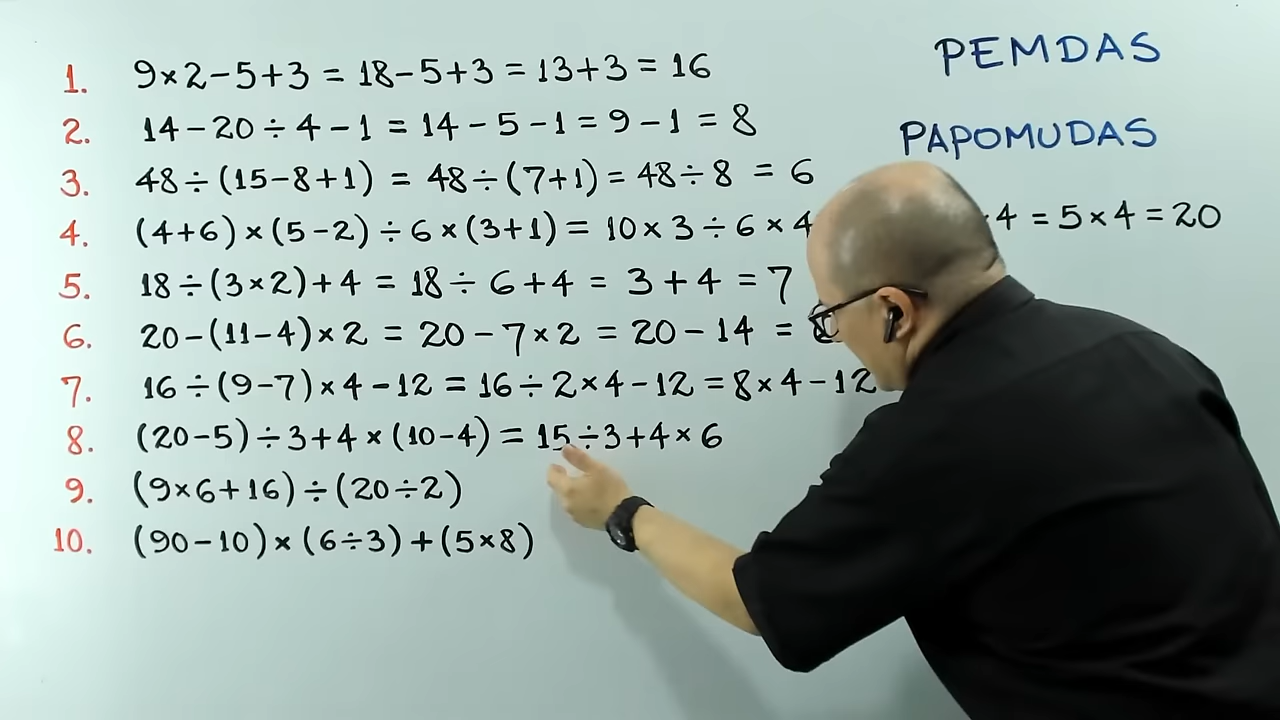 PEMDAS
PAPOMUDAS
1. 9×2-5+3 = 18-5+3 = 13+3 = 16
2. 14-20÷4-1 = 14-5-1 = 9-1 = 8
3. 48÷(15-8+1) = 48÷(7+1) = 48÷8 = 6
4. (4+6)×(5-2)÷6×(3+1) = 10×3÷6×4 4 = 5×4 = 20
5. 18÷(3×2)+4 = 18÷6+4 = 3+4 = 7
6. 20-(11-4)×2 = 20-7×2 = 20-14 =
7. 16÷(9-7)×4-12 = 16÷2×4-12 = 8×4-12
8. (20-5)÷3+4×(10-4) = 15÷3+4×6
9. (9×6+16)÷(20÷2)
10. (90-10)×(6÷3)+(5×8)